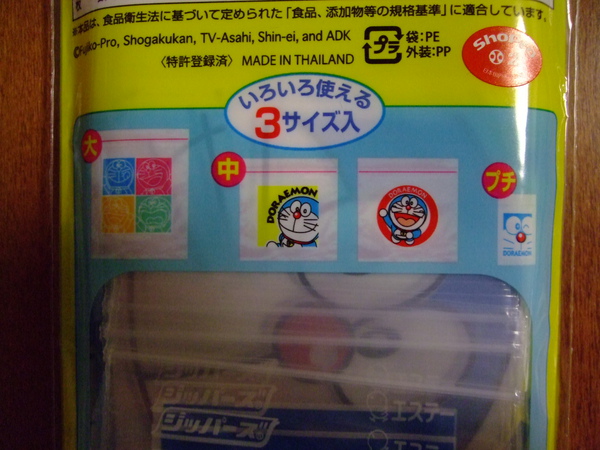 ※本品は、食品衛生法に基づいて定められた「食品、添加物等の規格基準」に適合しています。
©Fujiko-Pro, Shogakukan, TV-Asahi, Shin-ei, and ADK
〈特許登録済〉 MADE IN THAILAND
プラ
袋:PE
外装:PP
いろいろ使える
3サイズ入
大
中
プチ
DORAEMON
DORAEMON
DORAEMON
ジッパーズ
エステー
ジッパーズ